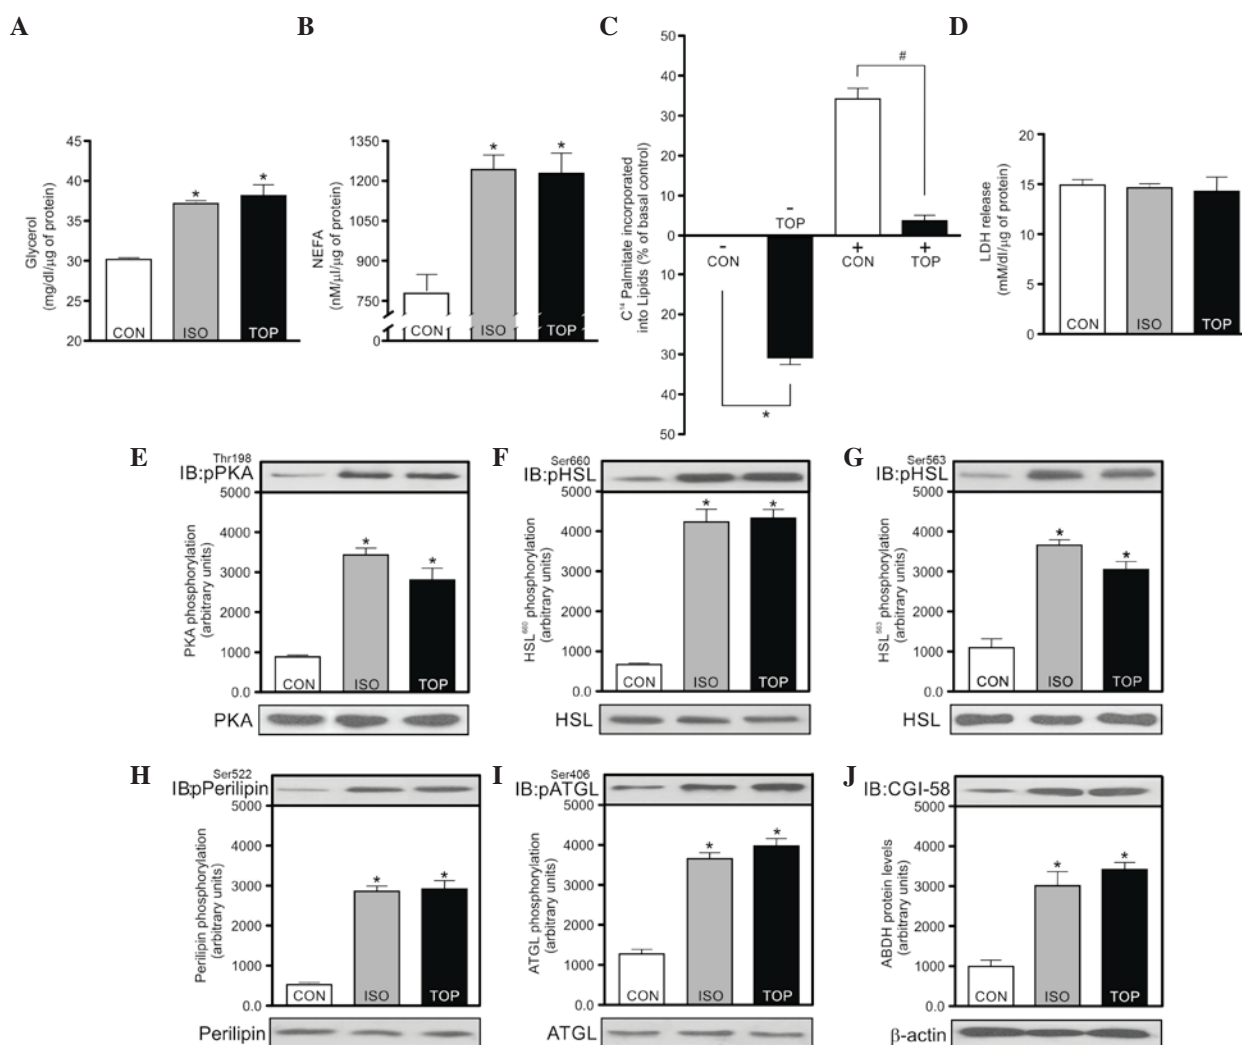 A
Glycerol
(mg/dl/µg of protein)
45
40
35
30
25
20
*
*
CON
ISO
TOP
B
NEFA
(nM/µl/µg of protein)
1350
1200
1050
900
750
0
*
*
CON
ISO
TOP
C
C¹⁴ Palmitate incorporated
into Lipids (% of basal control)
50
40
30
20
10
0
10
20
30
40
50
#
-
TOP
-
CON
+
CON
+
TOP
*
D
LDH release
(mM/dl/µg of protein)
20
15
10
5
0
CON
ISO
TOP
E
Thr198
IB:pPKA
PKA phosphorylation
(arbitrary units)
5000
4000
3000
2000
1000
0.0
*
*
CON
ISO
TOP
PKA
F
Ser660
IB:pHSL
HSL⁶⁶⁰ phosphorylation
(arbitrary units)
5000
4000
3000
2000
1000
0.0
*
*
CON
ISO
TOP
HSL
G
Ser563
IB:pHSL
HSL⁵⁶³ phosphorylation
(arbitrary units)
5000
4000
3000
2000
1000
0.0
*
*
CON
ISO
TOP
HSL
H
Ser522
IB:pPerilipin
Perilipin phosphorylation
(arbitrary units)
5000
4000
3000
2000
1000
0.0
*
*
CON
ISO
TOP
Perilipin
I
Ser406
IB:pATGL
ATGL phosphorylation
(arbitrary units)
5000
4000
3000
2000
1000
0.0
*
*
CON
ISO
TOP
ATGL
J
IB:CGI-58
ABDH protein levels
(arbitrary units)
5000
4000
3000
2000
1000
0.0
*
*
CON
ISO
TOP
β-actin